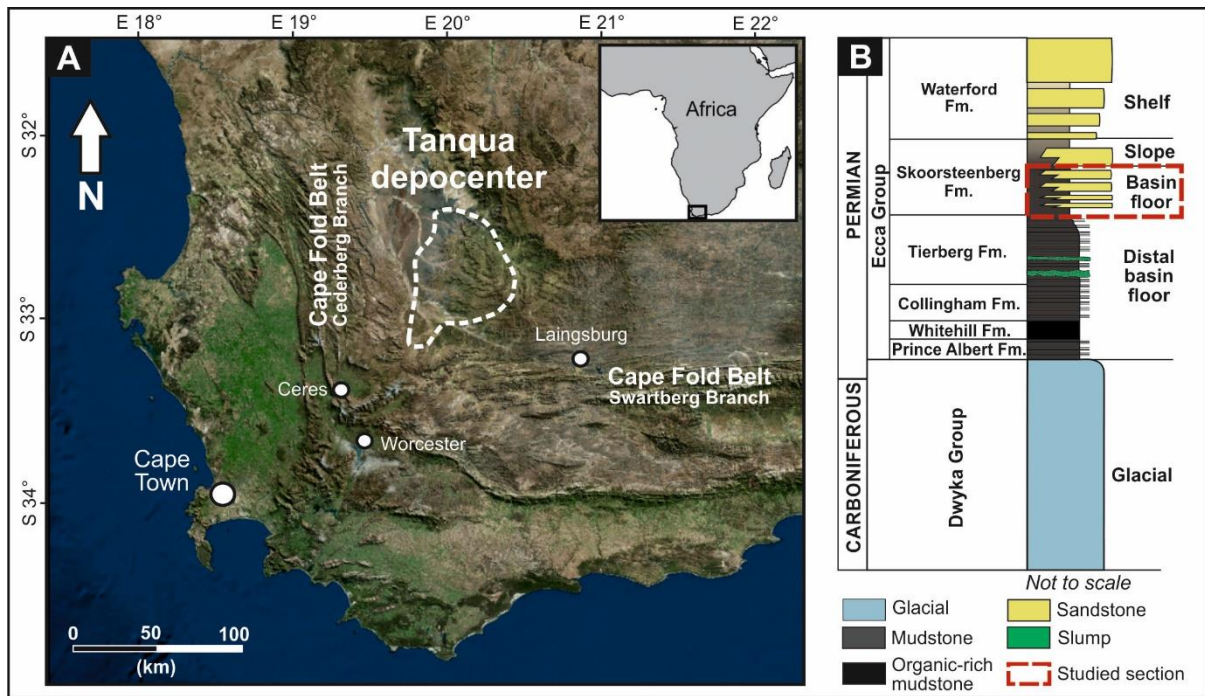 E 18°
E 19°
E 20°
E 21°
E 22°
S 32°
S 33°
S 34°
A
N
Africa
Tanqua
depocenter
Cape Fold Belt
Cederberg Branch
Laingsburg
Cape Fold Belt
Swartberg Branch
Ceres
Worcester
Cape
Town
0 50 100
(km)
B
PERMIAN
CARBONIFEROUS
Ecca Group
Waterford
Fm.
Shelf
Slope
Skoorsteenberg
Fm.
Basin
floor
Tierberg Fm.
Distal
basin
floor
Collingham Fm.
Whitehill Fm.
Prince Albert Fm.
Dwyka Group
Glacial
Not to scale
Glacial
Mudstone
Organic-rich
mudstone
Sandstone
Slump
Studied section